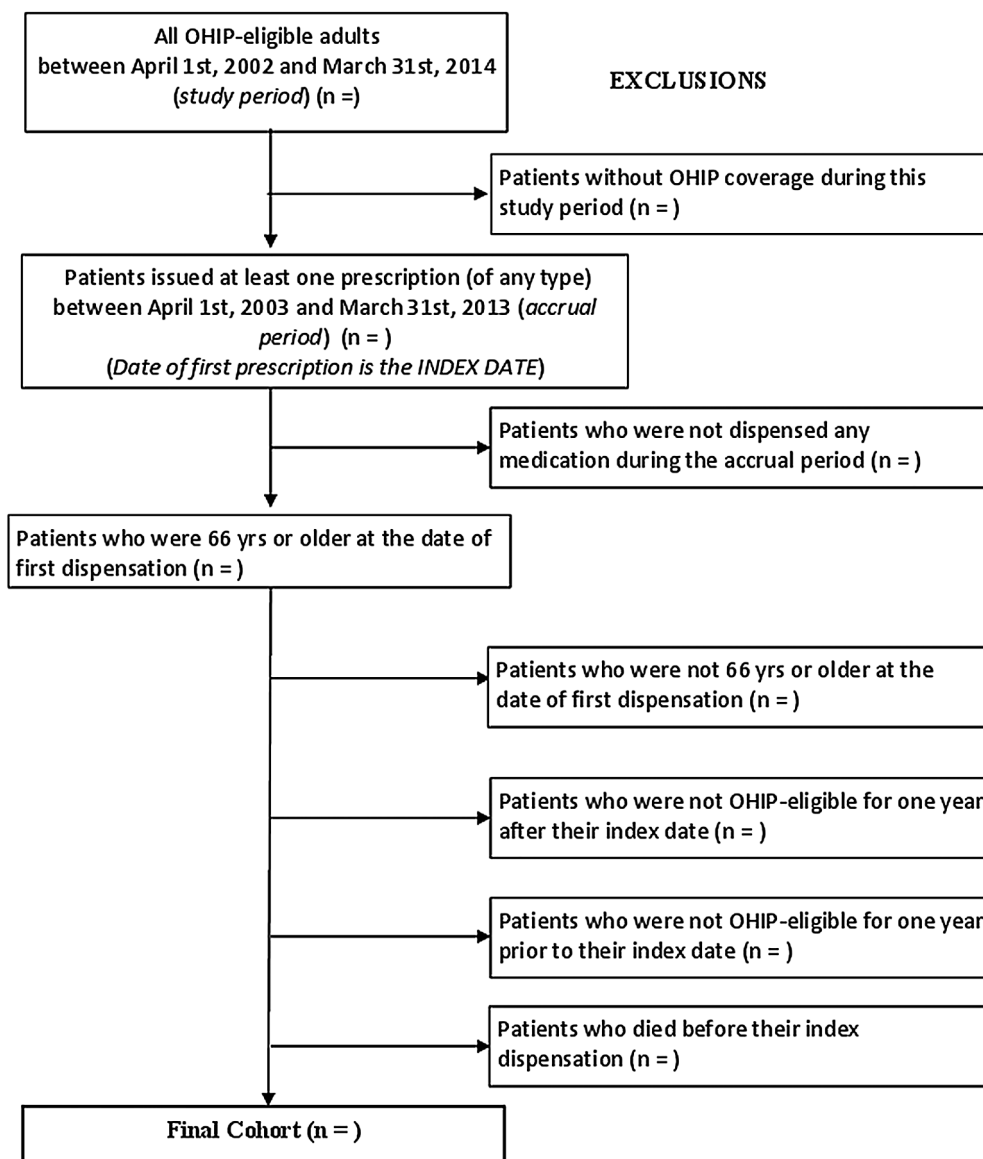 All OHIP-eligible adults
between April 1st, 2002 and March 31st, 2014
(study period) (n =)
EXCLUSIONS
Patients without OHIP coverage during this
study period (n = )
Patients issued at least one prescription (of any type)
between April 1st, 2003 and March 31st, 2013 (accrual
period) (n = )
(Date of first prescription is the INDEX DATE)
Patients who were not dispensed any
medication during the accrual period (n = )
Patients who were 66 yrs or older at the date of
first dispensation (n = )
Patients who were not 66 yrs or older at the
date of first dispensation (n = )
Patients who were not OHIP-eligible for one year
after their index date (n = )
Patients who were not OHIP-eligible for one year
prior to their index date (n = )
Patients who died before their index
dispensation (n = )
Final Cohort (n = )